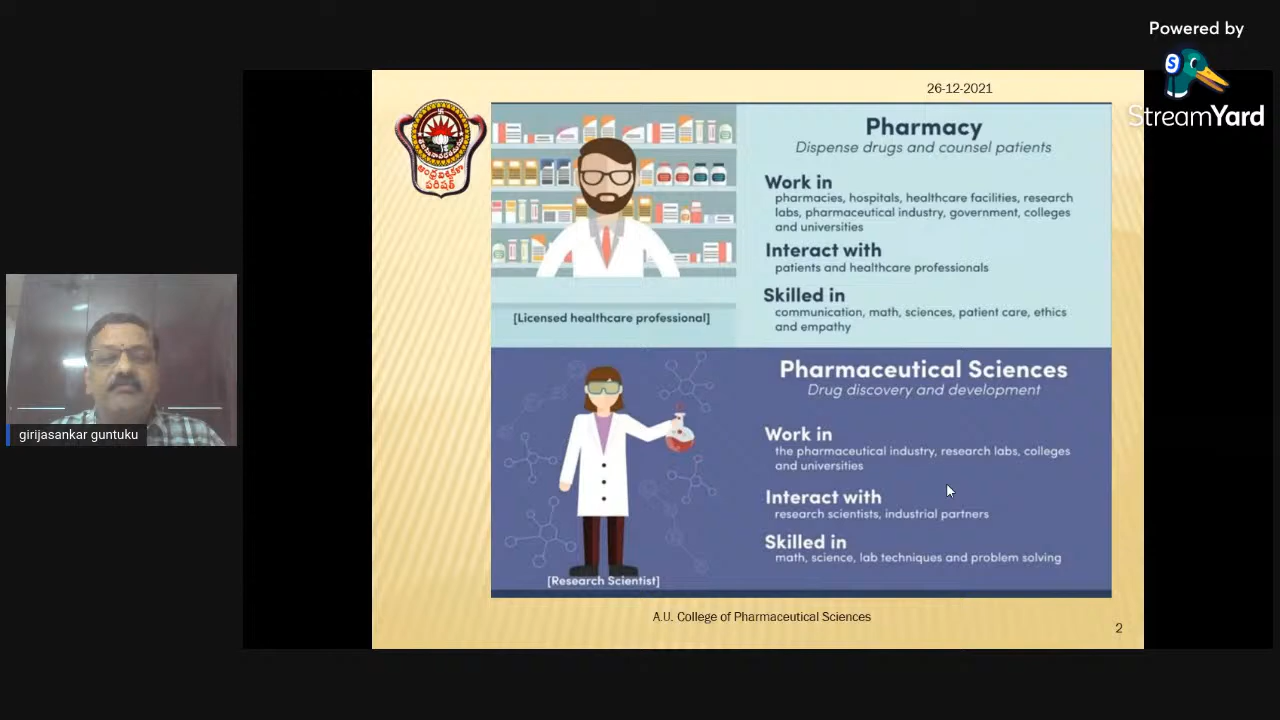 Powered by
StreamYard
26-12-2021
పరిషత్
Pharmacy
Dispense drugs and counsel patients
Work in
pharmacies, hospitals, healthcare facilities, research
labs, pharmaceutical industry, government, colleges
and universities
Interact with
patients and healthcare professionals
Skilled in
communication, math, sciences, patient care, ethics
and empathy
[Licensed healthcare professional]
Pharmaceutical Sciences
Drug discovery and development
Work in
the pharmaceutical industry, research labs, colleges
and universities
Interact with
research scientists, industrial partners
Skilled in
math, science, lab techniques and problem solving
[Research Scientist]
girijasankar guntuku
A.U. College of Pharmaceutical Sciences
2